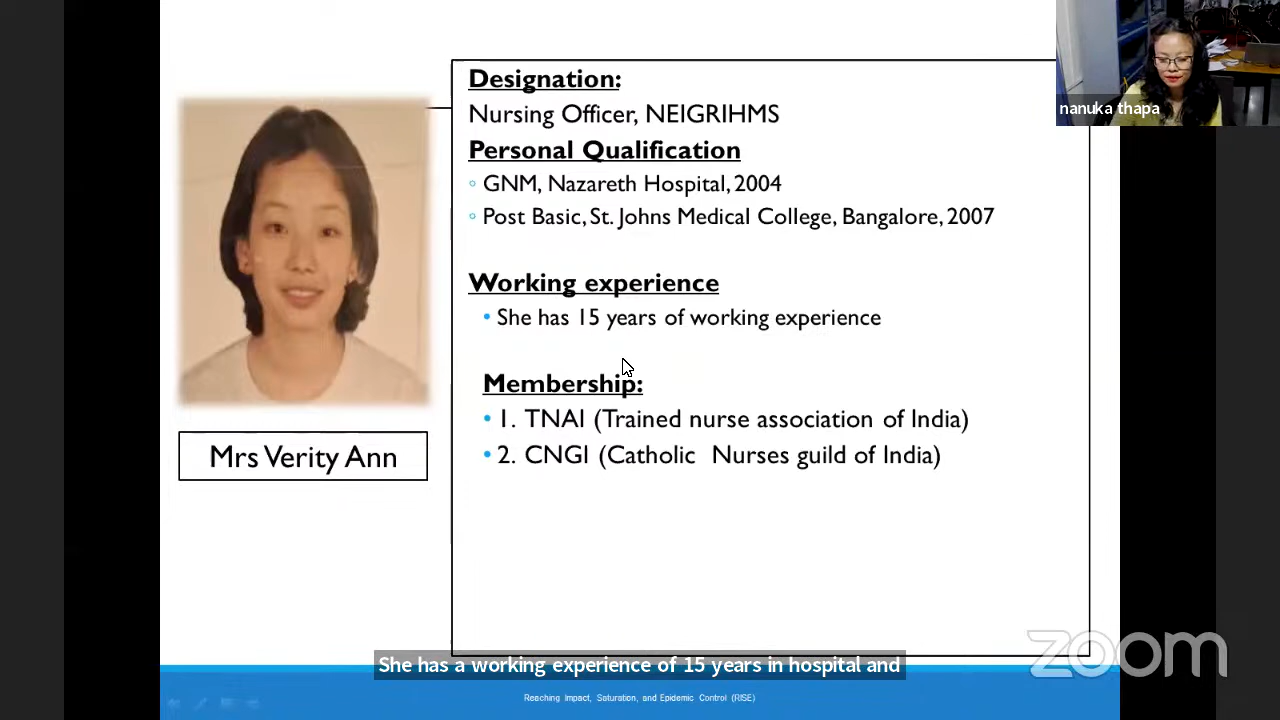 Designation:
Nursing Officer, NEIGRIHMS
Personal Qualification
GNM, Nazareth Hospital, 2004
Post Basic, St. Johns Medical College, Bangalore, 2007
Working experience
• She has 15 years of working experience
Membership:
• 1. TNAI (Trained nurse association of India)
• 2. CNGI (Catholic Nurses guild of India)
Mrs Verity Ann
nanuka thapa
zoom
She has a working experience of 15 years in hospital and
Reaching Impact, Saturation, and Epidemic Control (RISE)